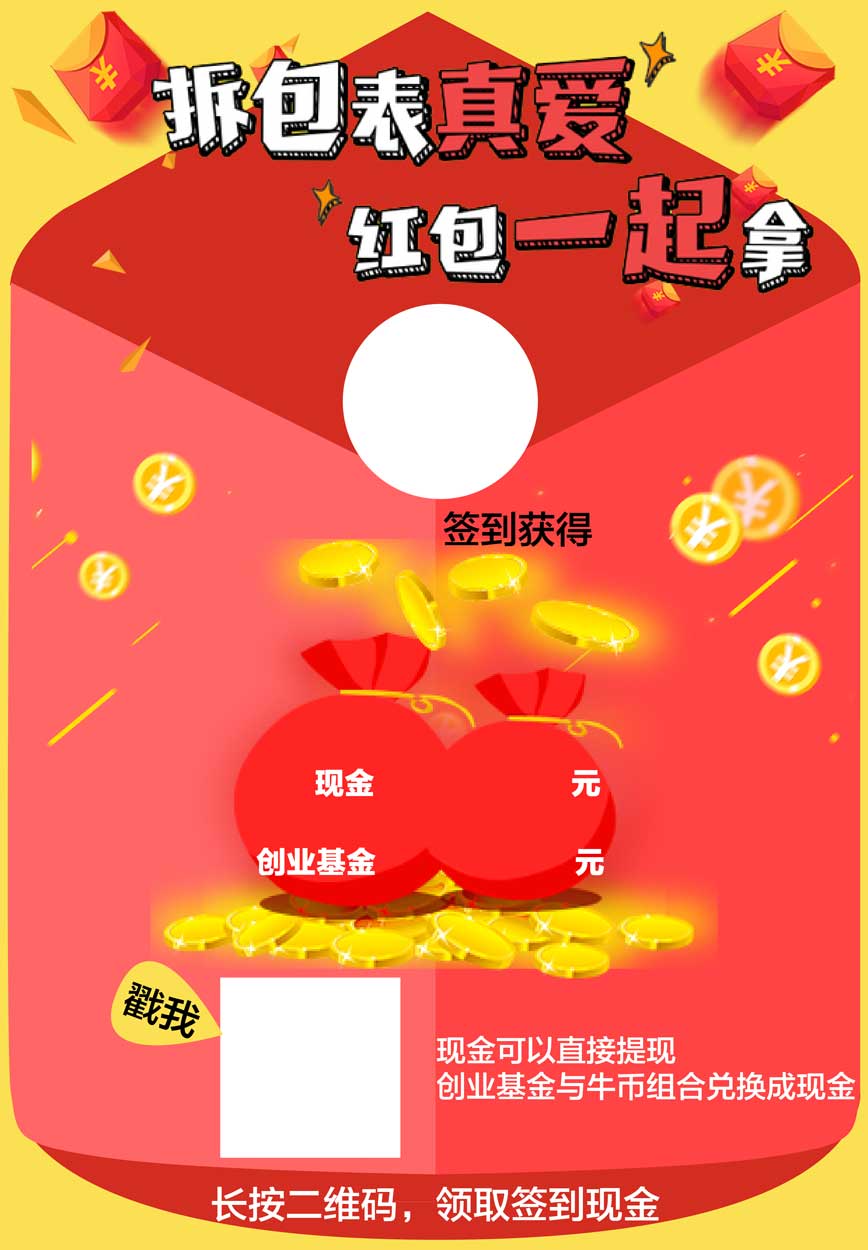 拆包表真爱
红包一起拿
签到获得
现金 元
创业基金 元
戳我
现金可以直接提现
创业基金与牛币组合兑换成现金
长按二维码，领取签到现金